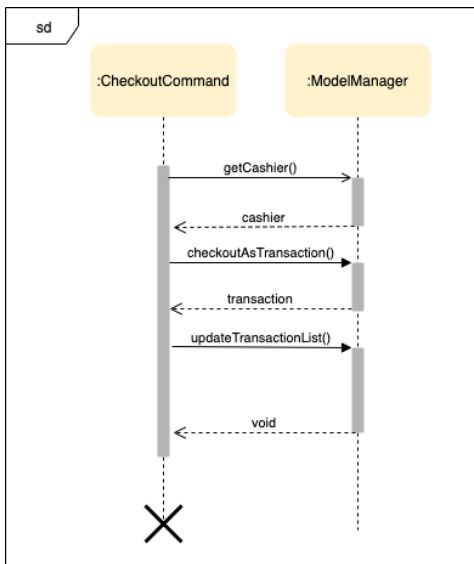 sd
:CheckoutCommand
:ModelManager
getCashier()
cashier
checkoutAsTransaction()
transaction
updateTransactionList()
void